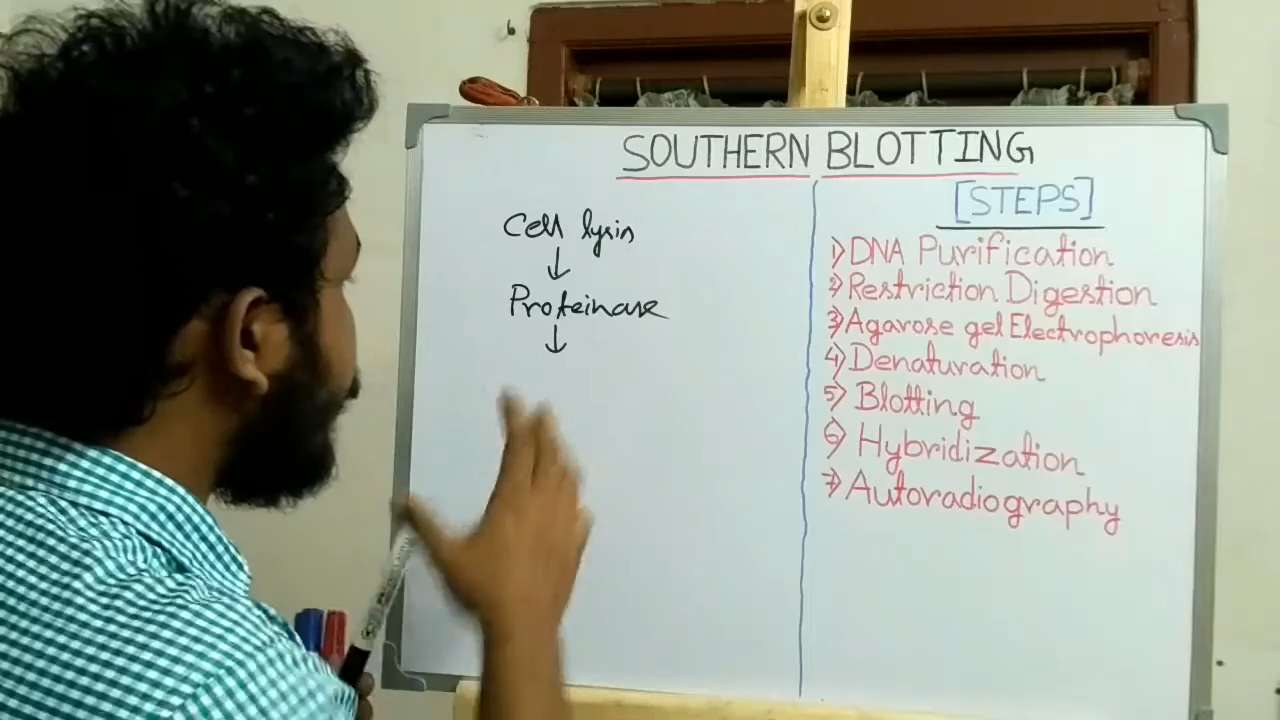 SOUTHERN BLOTTING
Cell lysis
↓
Proteinase
↓
[STEPS]
1) DNA Purification
2) Restriction Digestion
3) Agarose gel Electrophoresis
4) Denaturation
5) Blotting
6) Hybridization
7) Autoradiography